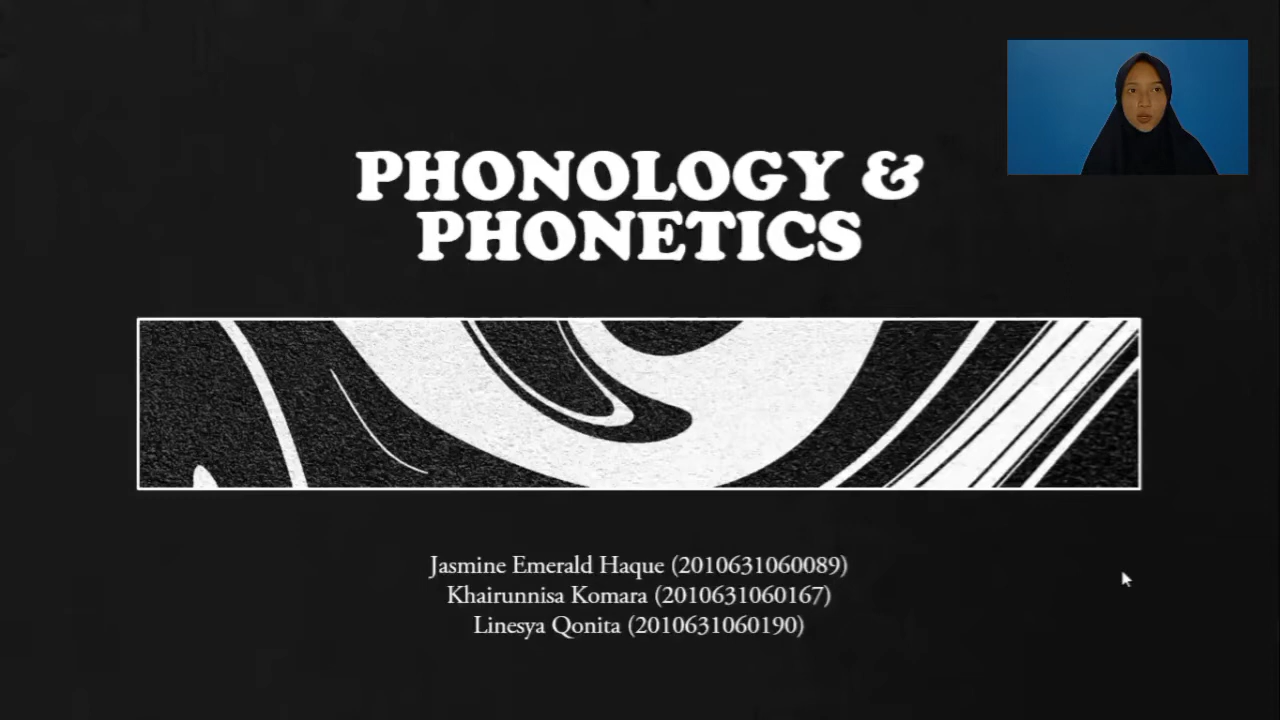 PHONOLOGY &
PHONETICS
Jasmine Emerald Haque (2010631060089)
Khairunnisa Komara (2010631060167)
Linesya Qonita (2010631060190)